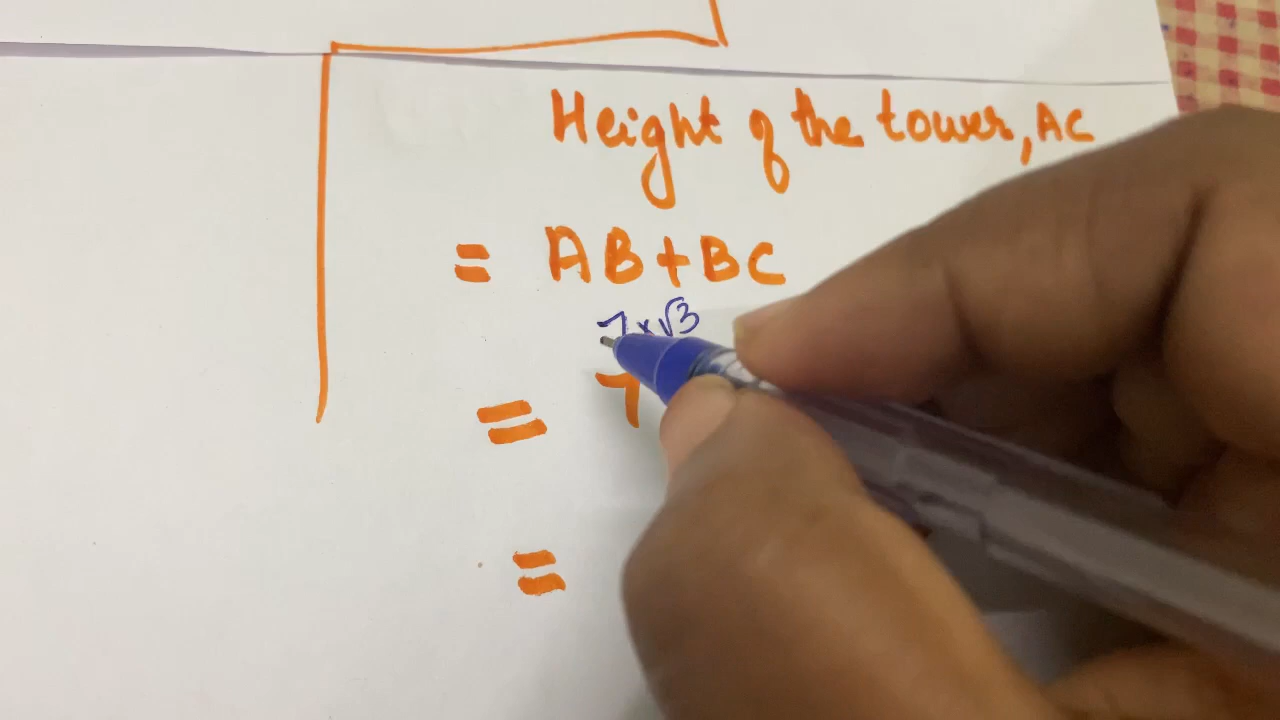 Height of the tower, AC
= AB+BC
7×√3
= 7
=